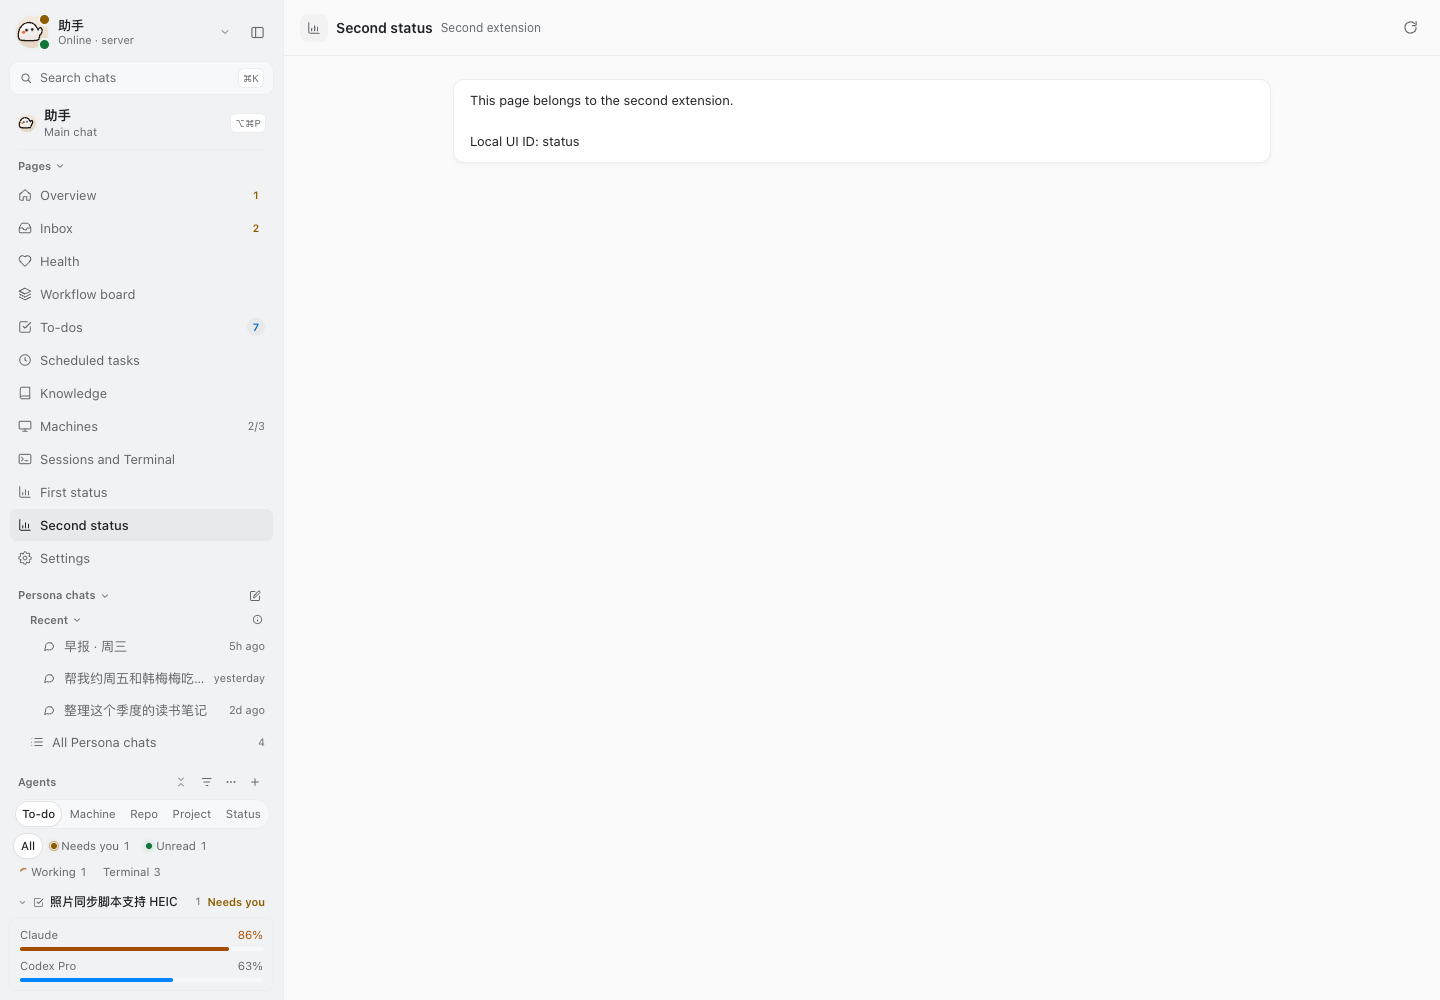 助手
Online · server
Search chats
⌘K
助手
Main chat
⌥⌘P
Pages
Overview
1
Inbox
2
Health
Workflow board
To-dos
7
Scheduled tasks
Knowledge
Machines
2/3
Sessions and Terminal
First status
Second status
Settings
Persona chats
Recent
早报 · 周三
5h ago
帮我约周五和韩梅梅吃...
yesterday
整理这个季度的读书笔记
2d ago
All Persona chats
4
Agents
To-do Machine Repo Project Status
All Needs you 1 Unread 1
Working 1 Terminal 3
照片同步脚本支持 HEIC 1 Needs you
Claude 86%
Codex Pro 63%
Second status Second extension
This page belongs to the second extension.
Local UI ID: status